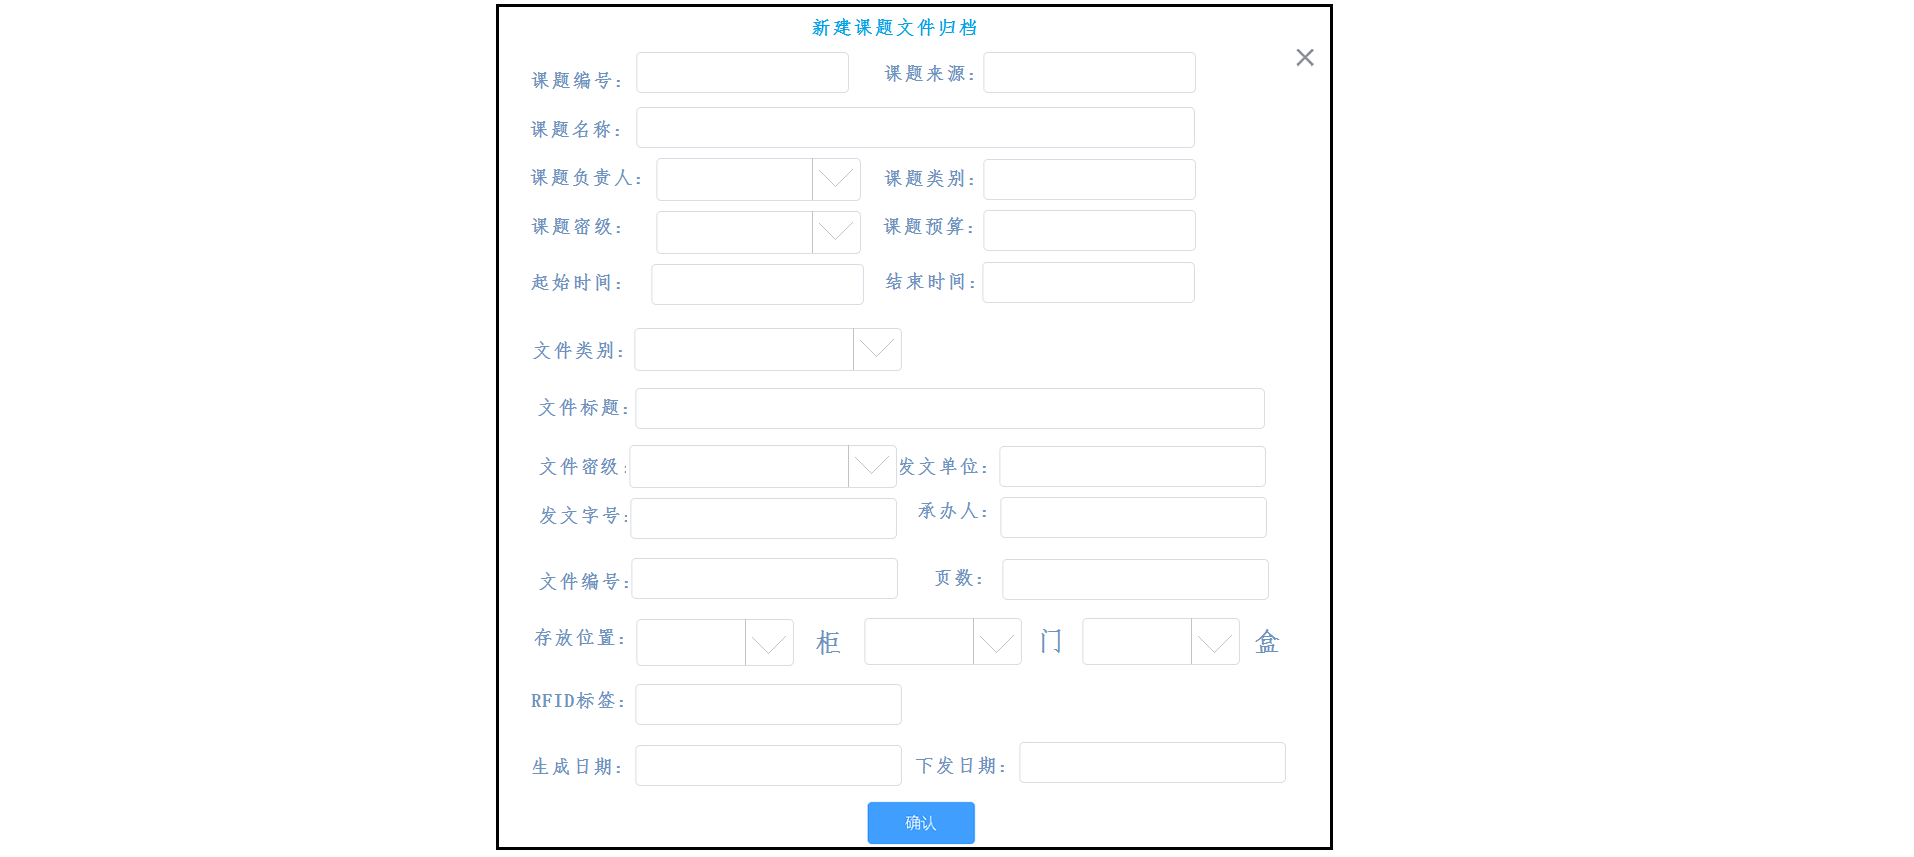 新建课题文件归档
课题编号： 课题来源：
课题名称：
课题负责人： 课题类别：
课题密级： 课题预算：
起始时间： 结束时间：
文件类别：
文件标题：
文件密级： 发文单位：
发文字号： 承办人：
文件编号： 页数：
存放位置： 柜 门 盒
RFID标签：
生成日期： 下发日期：
确认